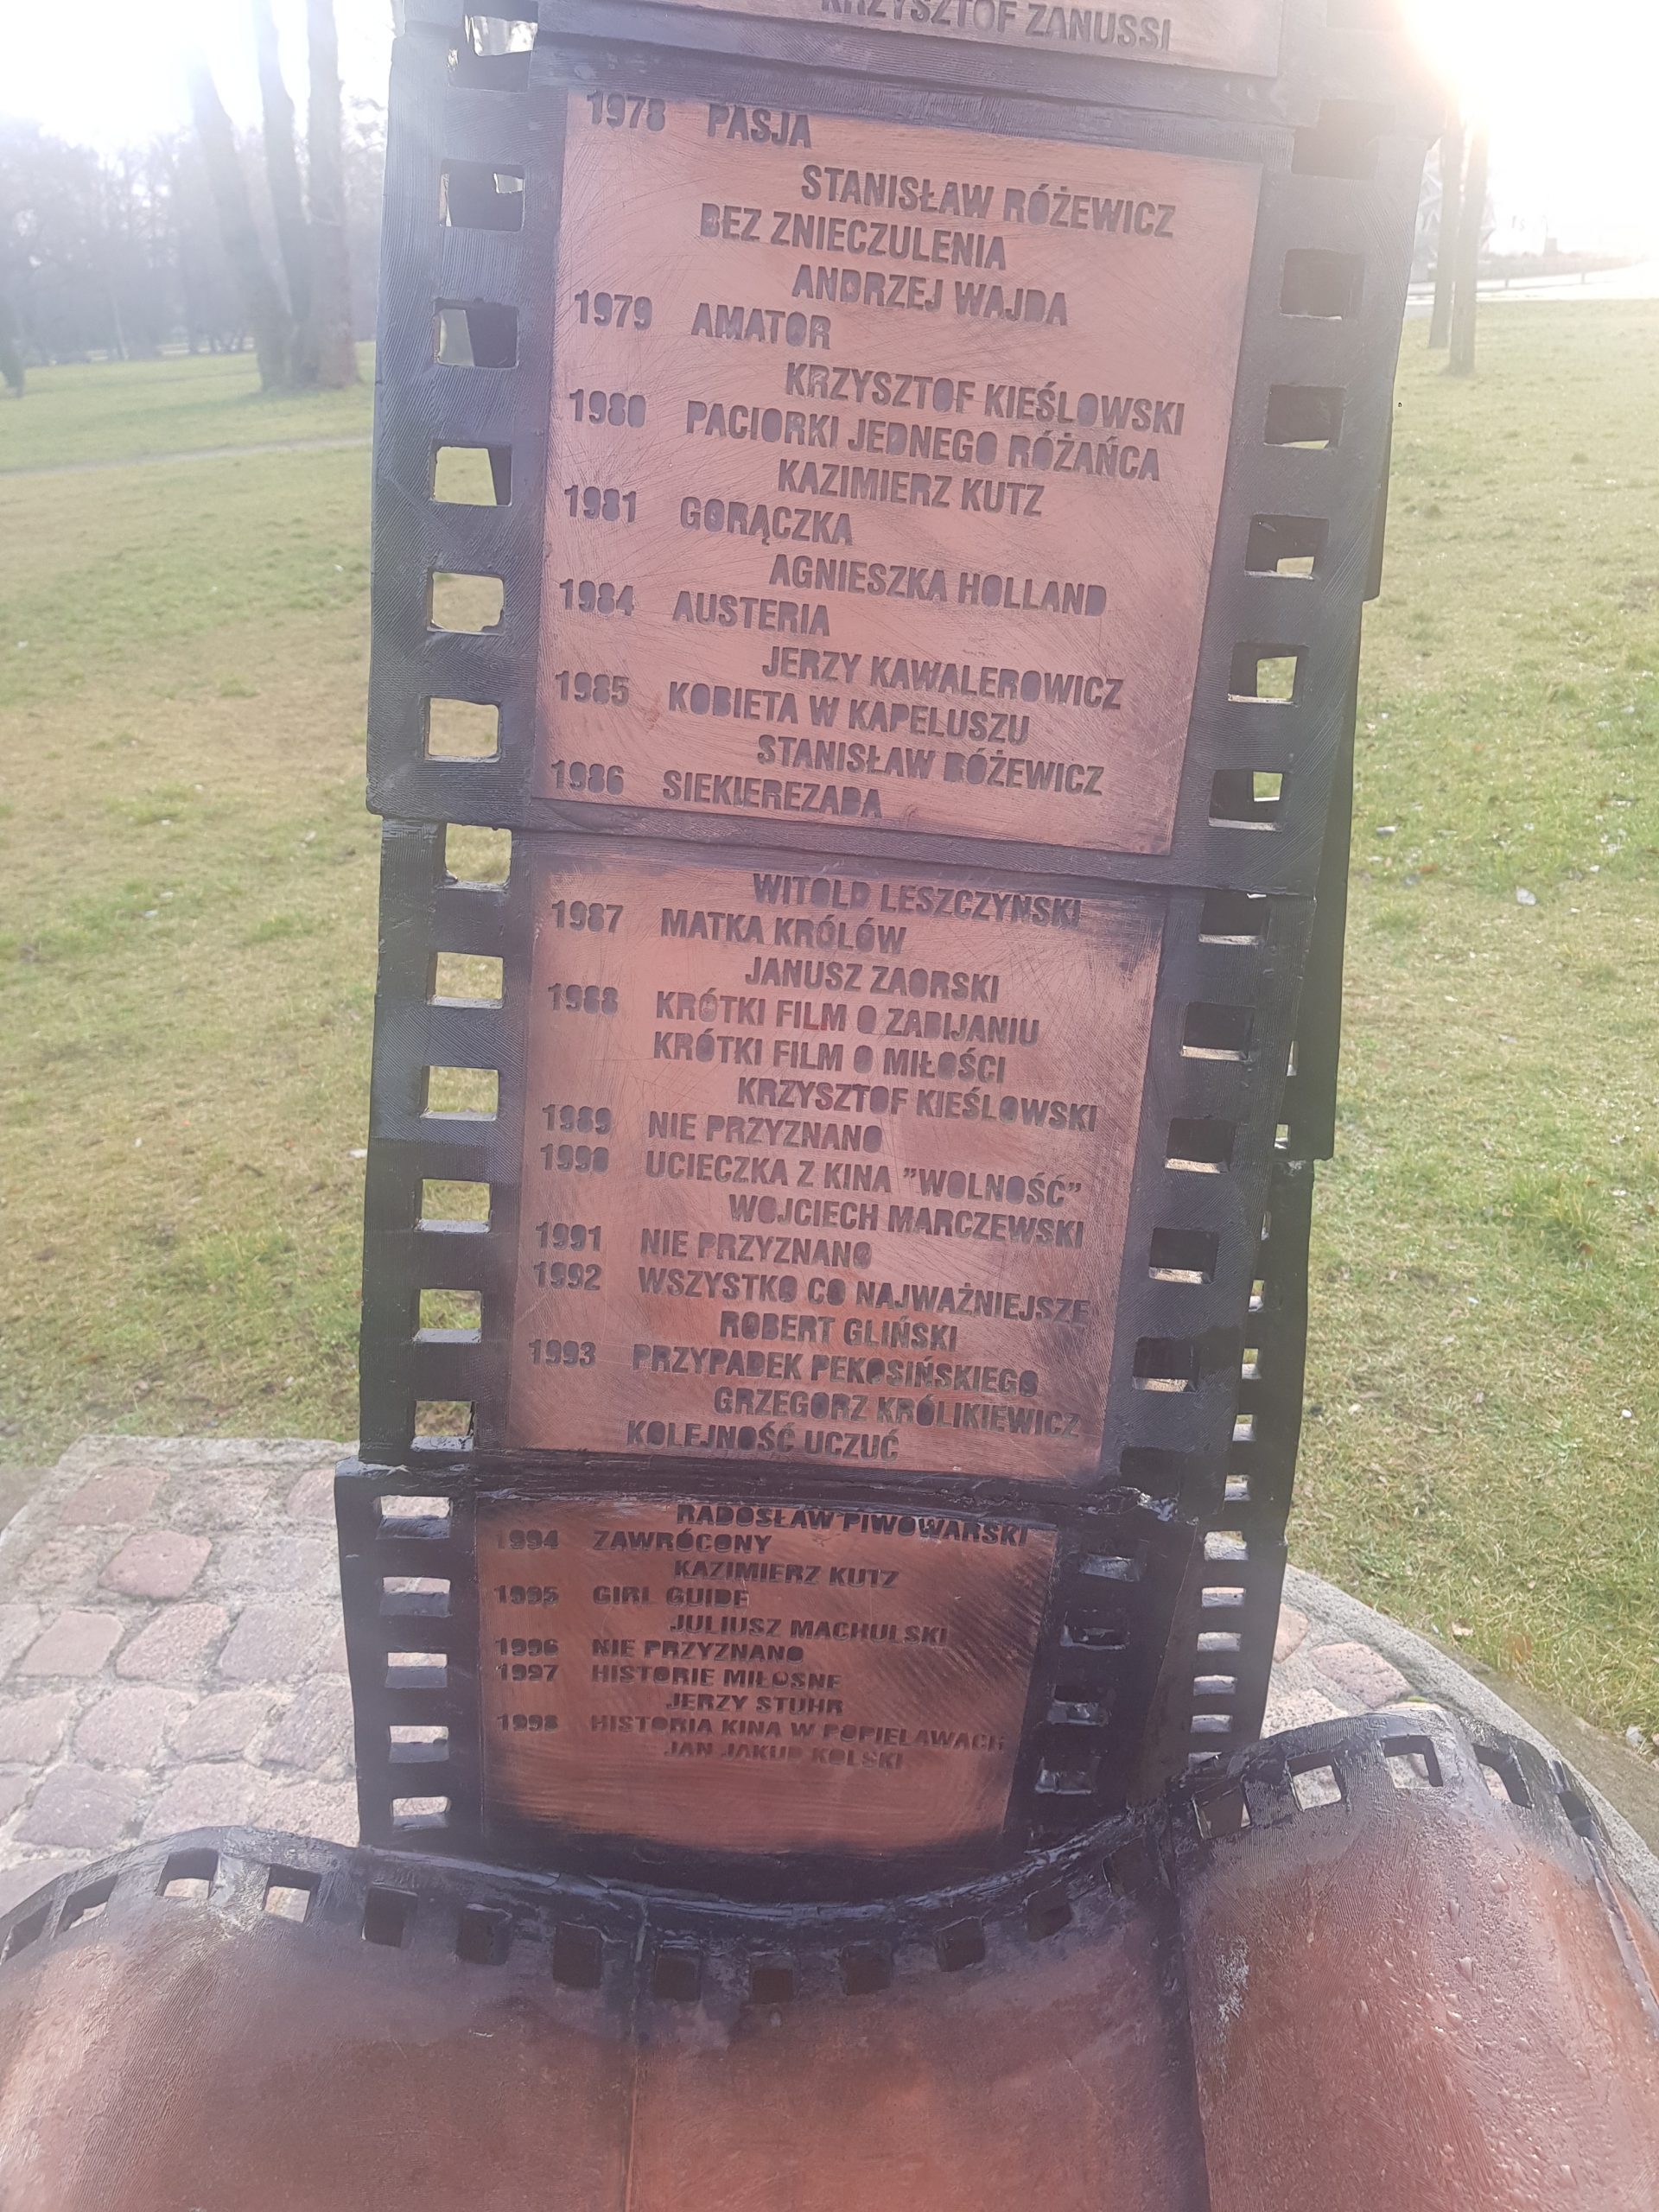 KRZYSZTOF ZANUSSI
1978 PASJA
STANISŁAW RÓŻEWICZ
BEZ ZNIECZULENIA
ANDRZEJ WAJDA
1979 AMATOR
KRZYSZTOF KIEŚLOWSKI
1980 PACIORKI JEDNEGO RÓŻAŃCA
KAZIMIERZ KUTZ
1981 GORĄCZKA
AGNIESZKA HOLLAND
1984 AUSTERIA
JERZY KAWALEROWICZ
1985 KOBIETA W KAPELUSZU
STANISŁAW RÓŻEWICZ
1986 SIEKIEREZADA
WITOLD LESZCZYŃSKI
1987 MATKA KRÓLÓW
JANUSZ ZAORSKI
1988 KRÓTKI FILM O ZABIJANIU
KRÓTKI FILM O MIŁOŚCI
KRZYSZTOF KIEŚLOWSKI
1989 NIE PRZYZNANO
1990 UCIECZKA Z KINA "WOLNOŚĆ"
WOJCIECH MARCZEWSKI
1991 NIE PRZYZNANO
1992 WSZYSTKO CO NAJWAŻNIEJSZE
ROBERT GLIŃSKI
1993 PRZYPADEK PEKOSIŃSKIEGO
GRZEGORZ KRÓLIKIEWICZ
KOLEJNOŚĆ UCZUĆ
RADOSŁAW PIWOWARSKI
1994 ZAWRÓCONY
KAZIMIERZ KUTZ
1995 GIRL GUIDE
JULIUSZ MACHULSKI
1996 NIE PRZYZNANO
1997 HISTORIE MIŁOSNE
JERZY STUHR
1998 HISTORIA KINA W POPIELAWACH
JAN JAKUB KOLSKI